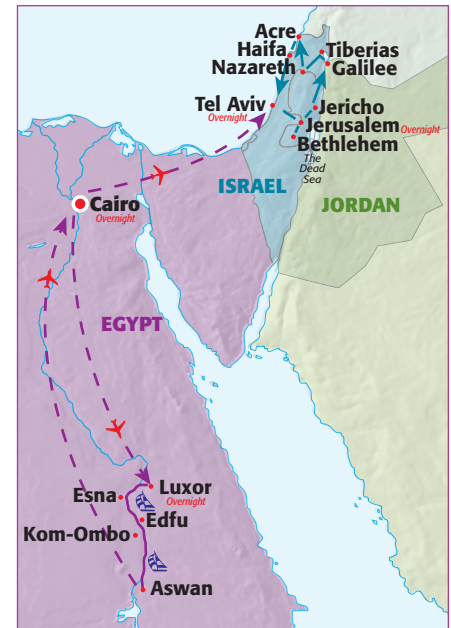 Acre
Haifa
Tiberias
Nazareth
Galilee
Tel Aviv
Overnight
Jericho
Jerusalem Overnight
Bethlehem
The
Dead
Sea
ISRAEL
JORDAN
Cairo
Overnight
EGYPT
Luxor
Overnight
Esna
Edfu
Kom-Ombo
Aswan